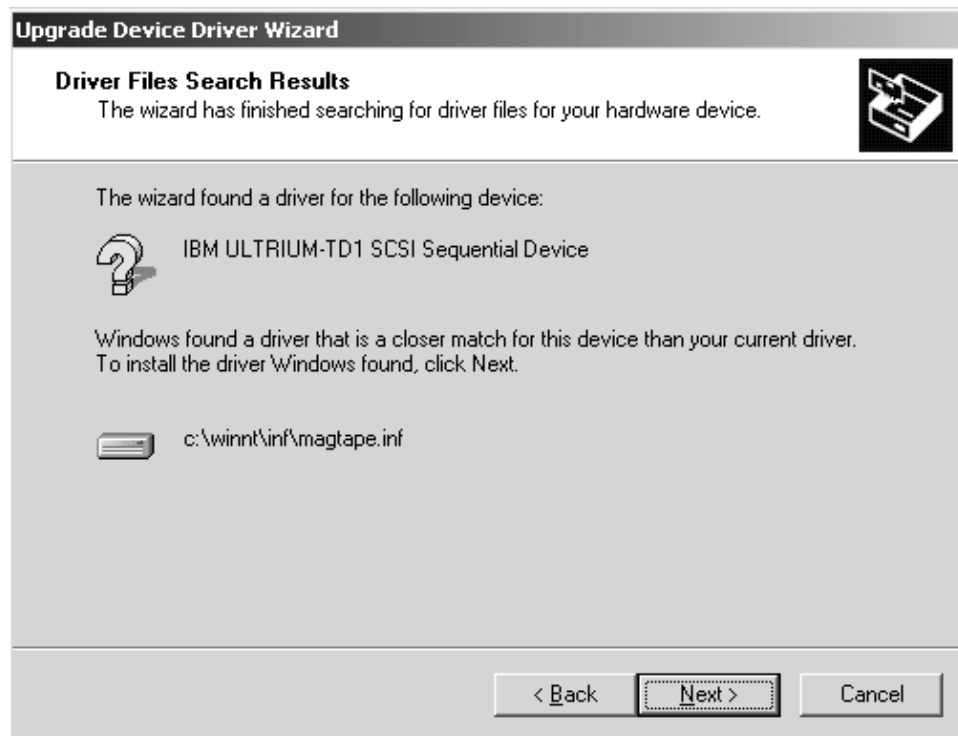 Upgrade Device Driver Wizard
Driver Files Search Results
The wizard has finished searching for driver files for your hardware device.
The wizard found a driver for the following device:
IBM ULTRIUM-TD1 SCSI Sequential Device
Windows found a driver that is a closer match for this device than your current driver.
To install the driver Windows found, click Next.
c:\winnt\inf\magtape.inf
< Back Next > Cancel